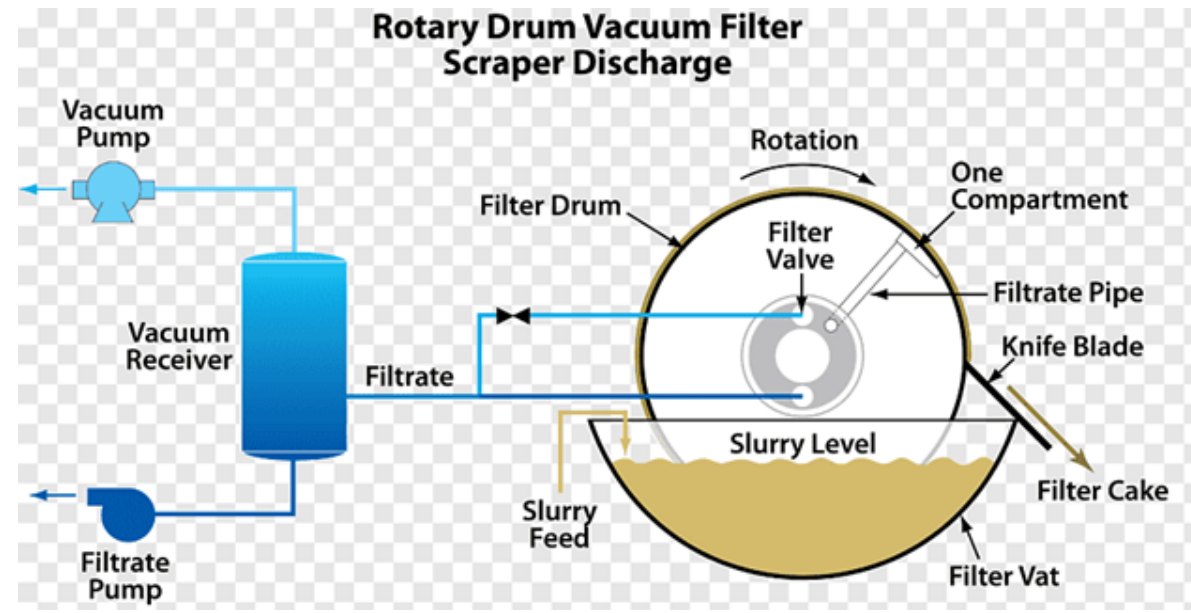 Rotary Drum Vacuum Filter
Scraper Discharge
Vacuum
Pump
Rotation
One
Compartment
Filter Drum
Filter
Valve
Filtrate Pipe
Vacuum
Receiver
Knife Blade
Filtrate
Slurry Level
Filter Cake
Slurry
Feed
Filtrate
Pump
Filter Vat